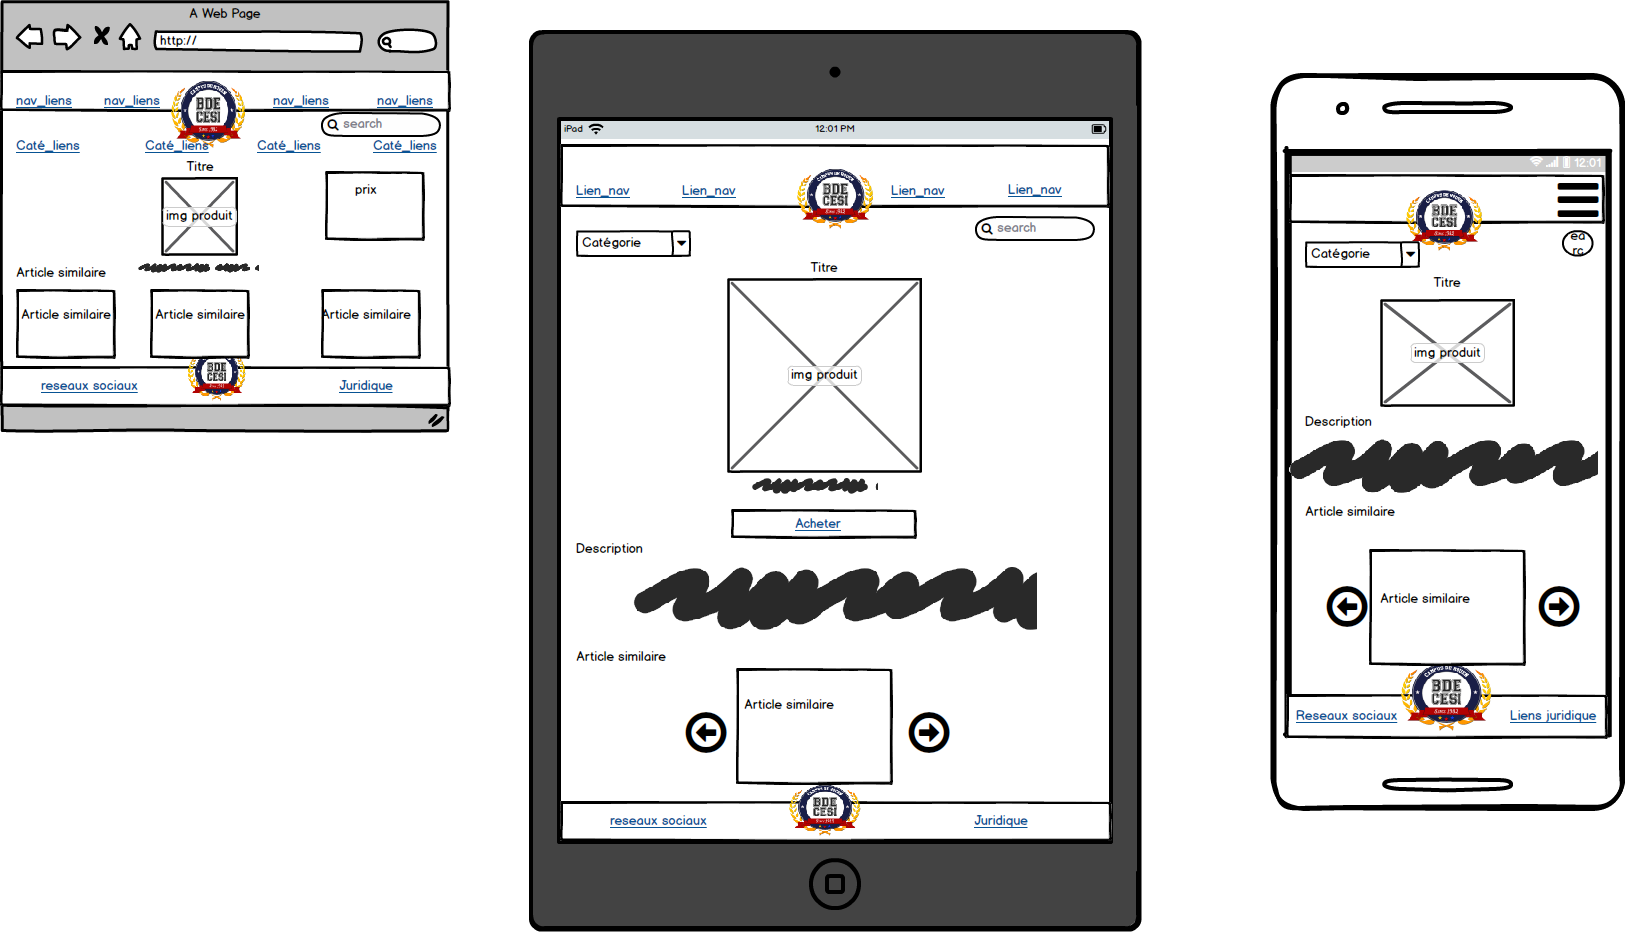 A Web Page
http://
nav_liens nav_liens nav_liens nav_liens
CAMPUS DE REUIL
BDE
CESI
search
Caté_liens Caté_liens Caté_liens Caté_liens
Titre
img produit
prix
Article similaire
Article similaire Article similaire Article similaire
BDE
CESI
reseaux sociaux Juridique
iPad 12:01 PM
Lien_nav Lien_nav Lien_nav Lien_nav
BDE
CESI
search
Catégorie
Titre
img produit
Acheter
Description
Article similaire
Article similaire
BDE
CESI
reseaux sociaux Juridique
12:01
BDE
CESI
Catégorie
ea
rc
Titre
img produit
Description
Article similaire
Article similaire
BDE
CESI
Reseaux sociaux Liens juridique